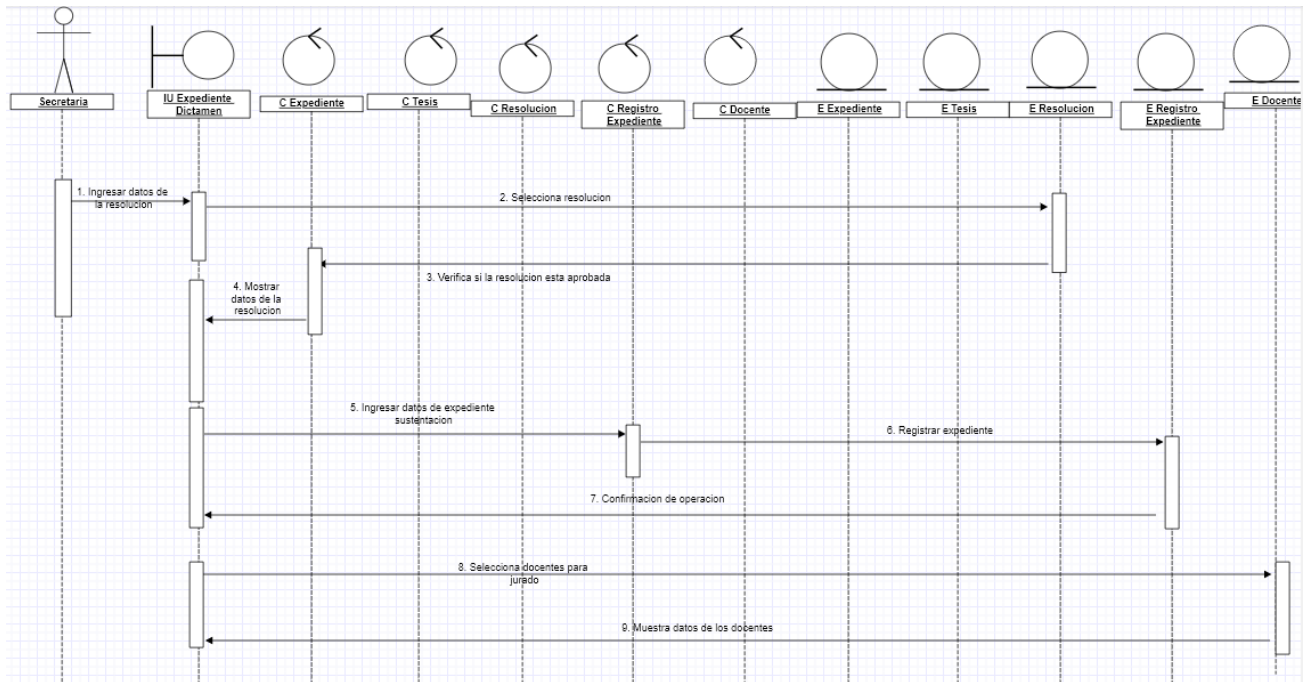 Secretaria
IU Expediente
Dictamen
C Expediente
C Tesis
C Resolucion
C Registro
Expediente
C Docente
E Expediente
E Tesis
E Resolucion
E Registro
Expediente
E Docente
1. Ingresar datos de
la resolucion
2. Selecciona resolucion
3. Verifica si la resolucion esta aprobada
4. Mostrar
datos de la
resolucion
5. Ingresar datos de expediente
sustentacion
6. Registrar expediente
7. Confirmacion de operacion
8. Selecciona docentes para
jurado
9. Muestra datos de los docentes